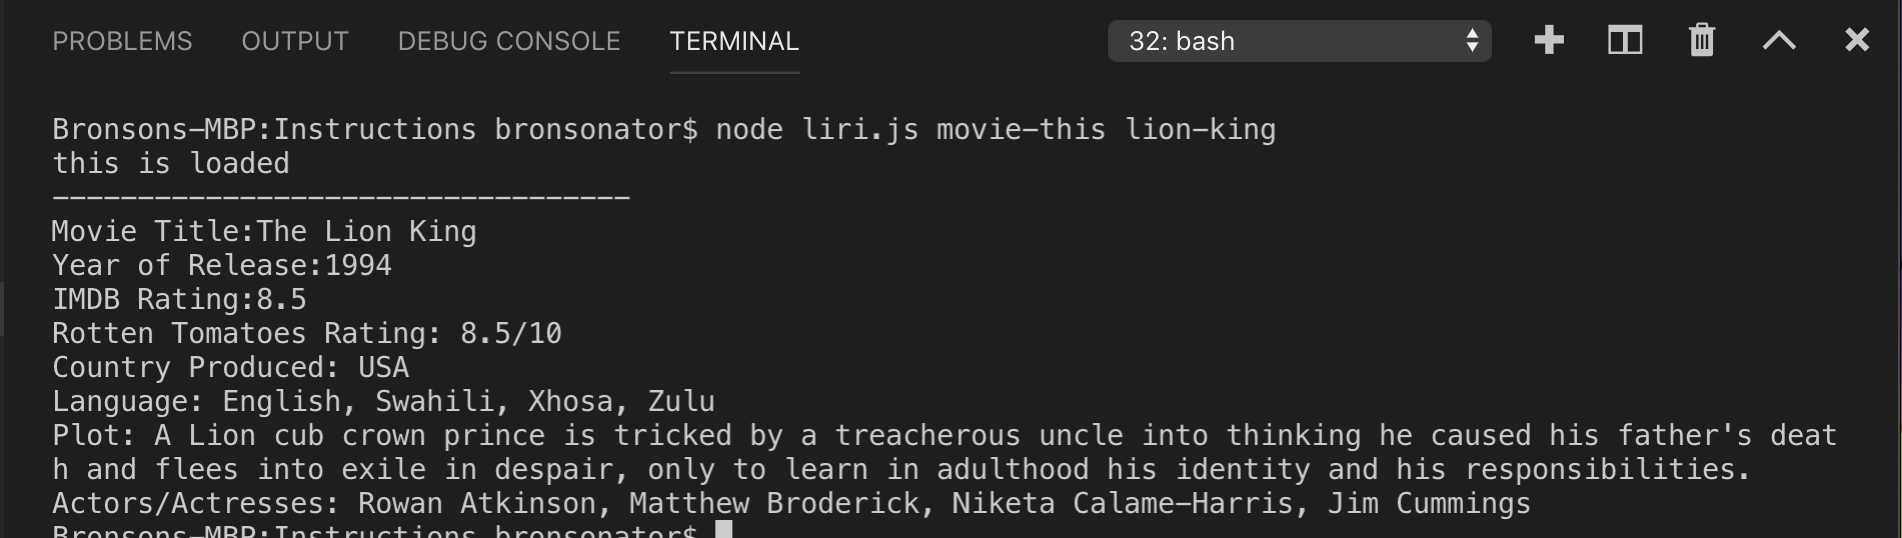 PROBLEMS OUTPUT DEBUG CONSOLE TERMINAL 32: bash
Bronsons-MBP:Instructions bronsonator$ node liri.js movie-this lion-king
this is loaded
----------------------------------
Movie Title:The Lion King
Year of Release:1994
IMDB Rating:8.5
Rotten Tomatoes Rating: 8.5/10
Country Produced: USA
Language: English, Swahili, Xhosa, Zulu
Plot: A Lion cub crown prince is tricked by a treacherous uncle into thinking he caused his father's deat
h and flees into exile in despair, only to learn in adulthood his identity and his responsibilities.
Actors/Actresses: Rowan Atkinson, Matthew Broderick, Niketa Calame-Harris, Jim Cummings
Bronsons-MBP:Instructions bronsonator$